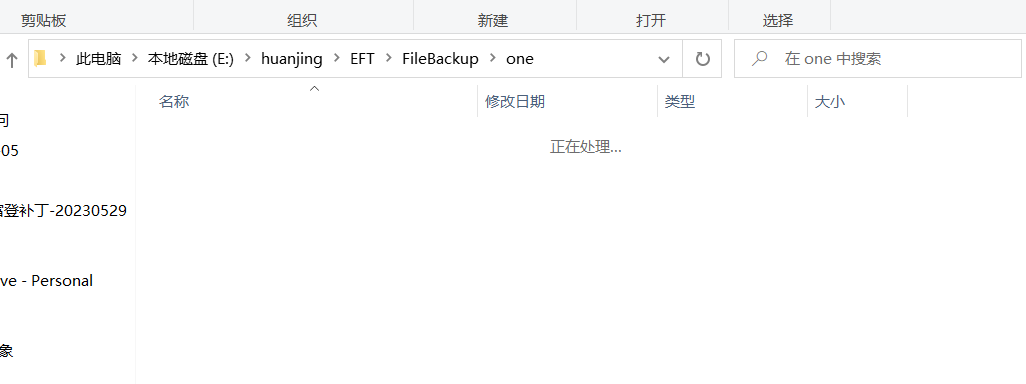 剪贴板 组织 新建 打开 选择
此电脑 本地磁盘 (E:) huanjing EFT FileBackup one 在 one 中搜索
名称 修改日期 类型 大小
问
05
正在处理...
登补丁-20230529
ve - Personal
象